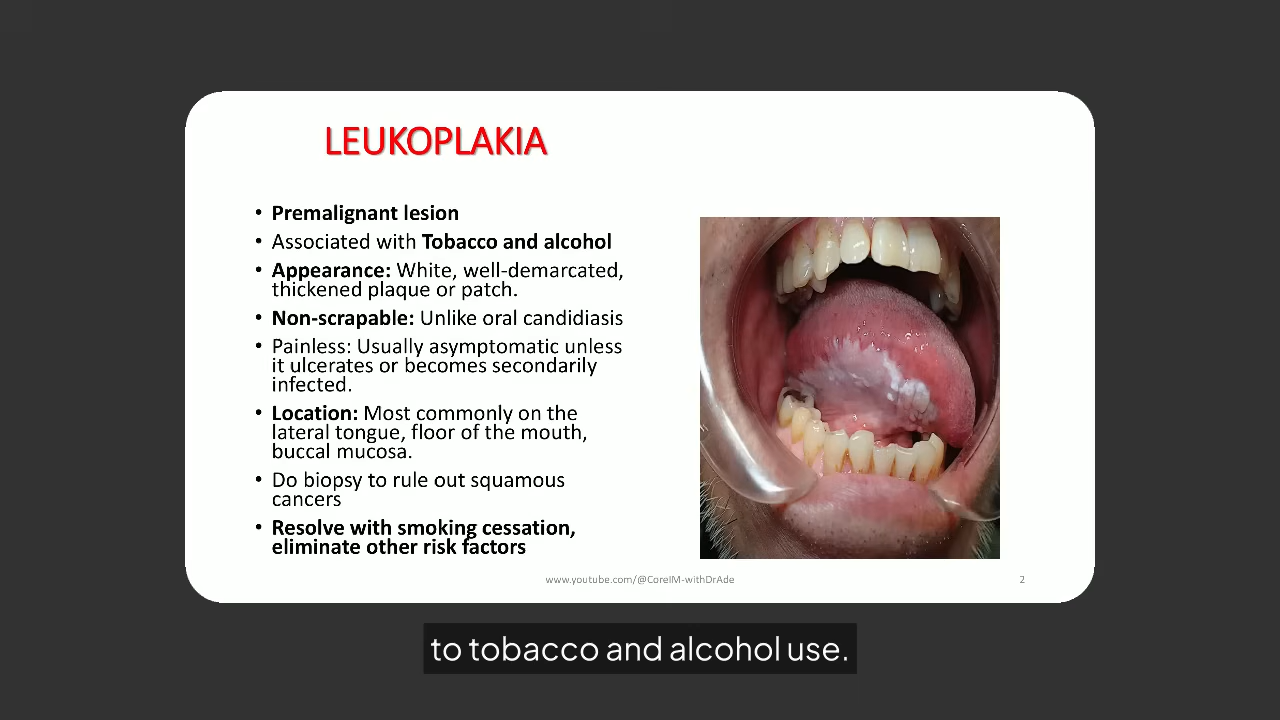 LEUKOPLAKIA
• Premalignant lesion
• Associated with Tobacco and alcohol
• Appearance: White, well-demarcated,
thickened plaque or patch.
• Non-scrapable: Unlike oral candidiasis
• Painless: Usually asymptomatic unless
it ulcerates or becomes secondarily
infected.
• Location: Most commonly on the
lateral tongue, floor of the mouth,
buccal mucosa.
• Do biopsy to rule out squamous
cancers
• Resolve with smoking cessation,
eliminate other risk factors
www.youtube.com/@CoreIM-withDrAde
2
to tobacco and alcohol use.